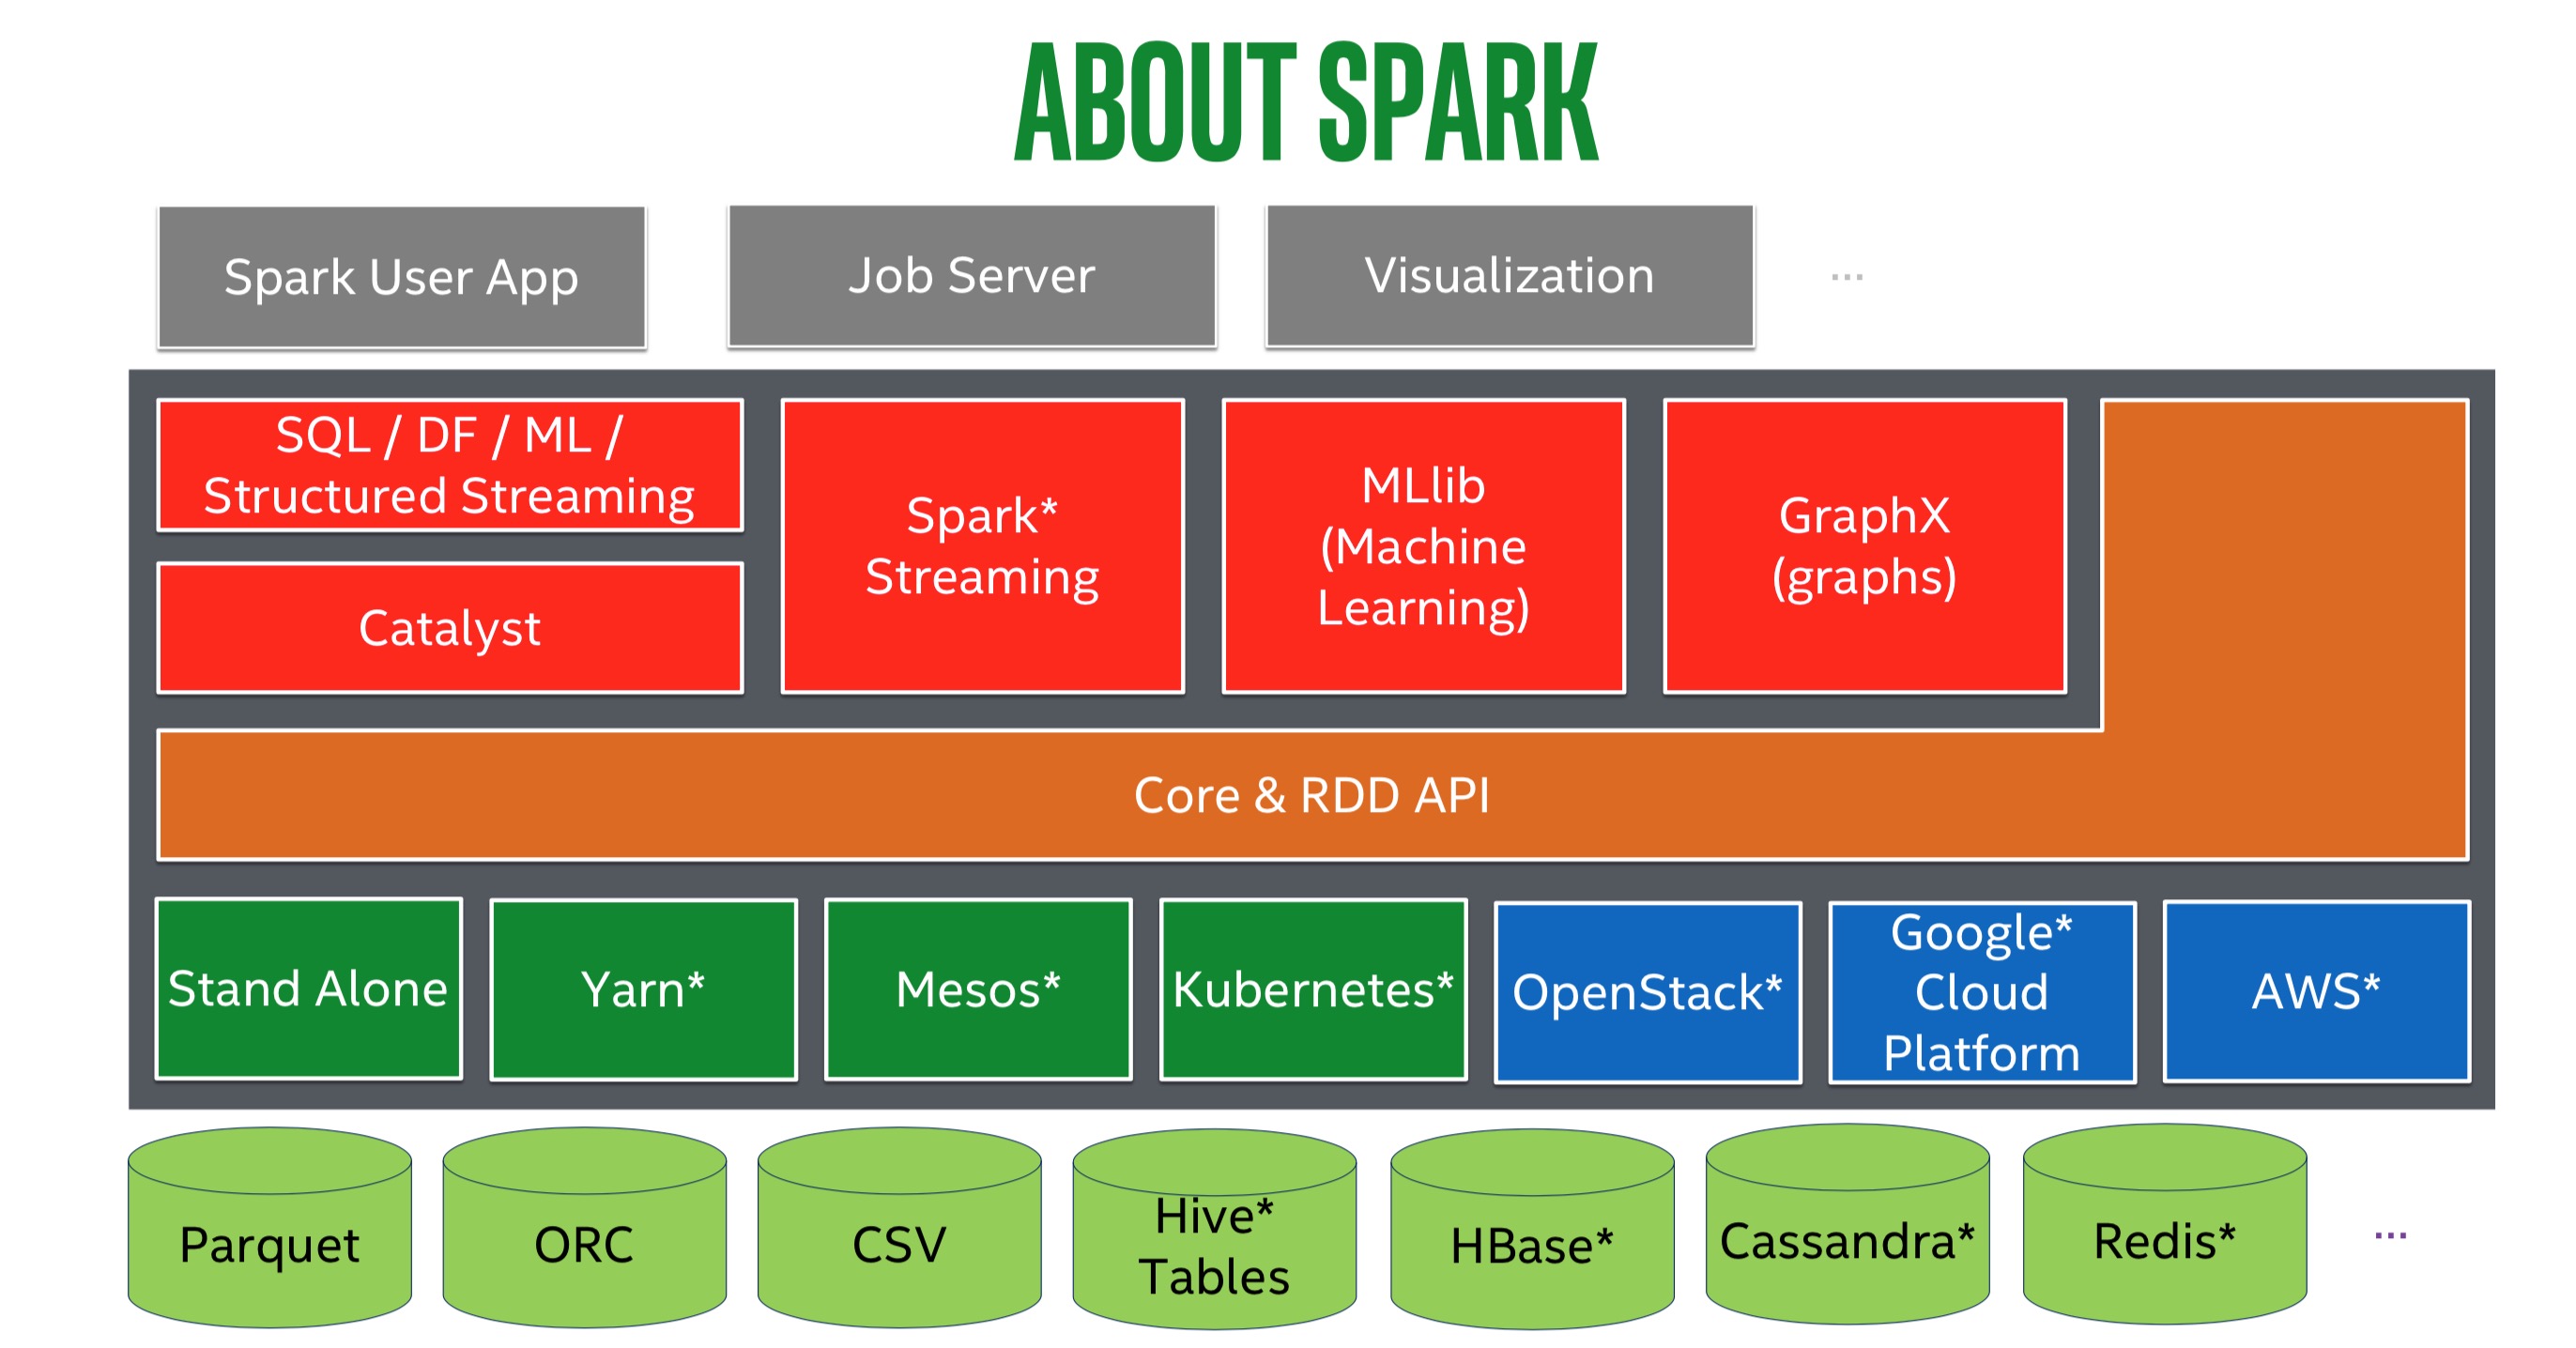 ABOUT SPARK
Spark User App
Job Server
Visualization
...
SQL / DF / ML /
Structured Streaming
Catalyst
Spark*
Streaming
MLlib
(Machine
Learning)
GraphX
(graphs)
Core & RDD API
Stand Alone
Yarn*
Mesos*
Kubernetes*
OpenStack*
Google*
Cloud
Platform
AWS*
Parquet
ORC
CSV
Hive*
Tables
HBase*
Cassandra*
Redis*
...